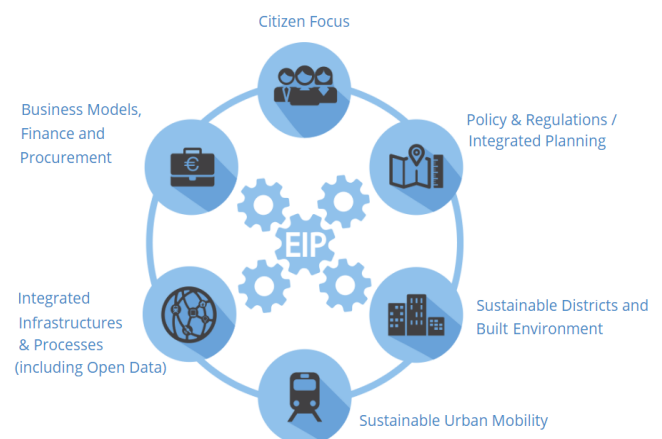 Citizen Focus
Business Models,
Finance and
Procurement
Policy & Regulations /
Integrated Planning
EIP
Integrated
Infrastructures
& Processes
(including Open Data)
Sustainable Districts and
Built Environment
Sustainable Urban Mobility